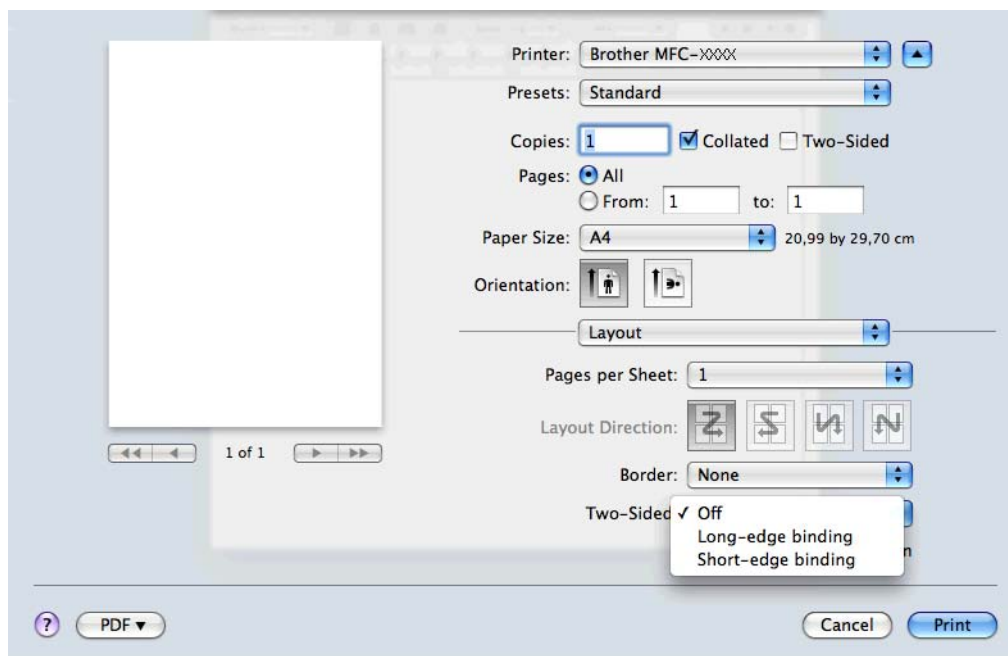 Printer: Brother MFC-XXXX
Presets: Standard
Copies: 1 Collated Two-Sided
Pages: All
From: 1 to: 1
Paper Size: A4 20,99 by 29,70 cm
Orientation:
Layout
Pages per Sheet: 1
Layout Direction:
1 of 1
Border: None
Two-Sided ✓ Off
Long-edge binding
Short-edge binding
? PDF ▼ Cancel Print